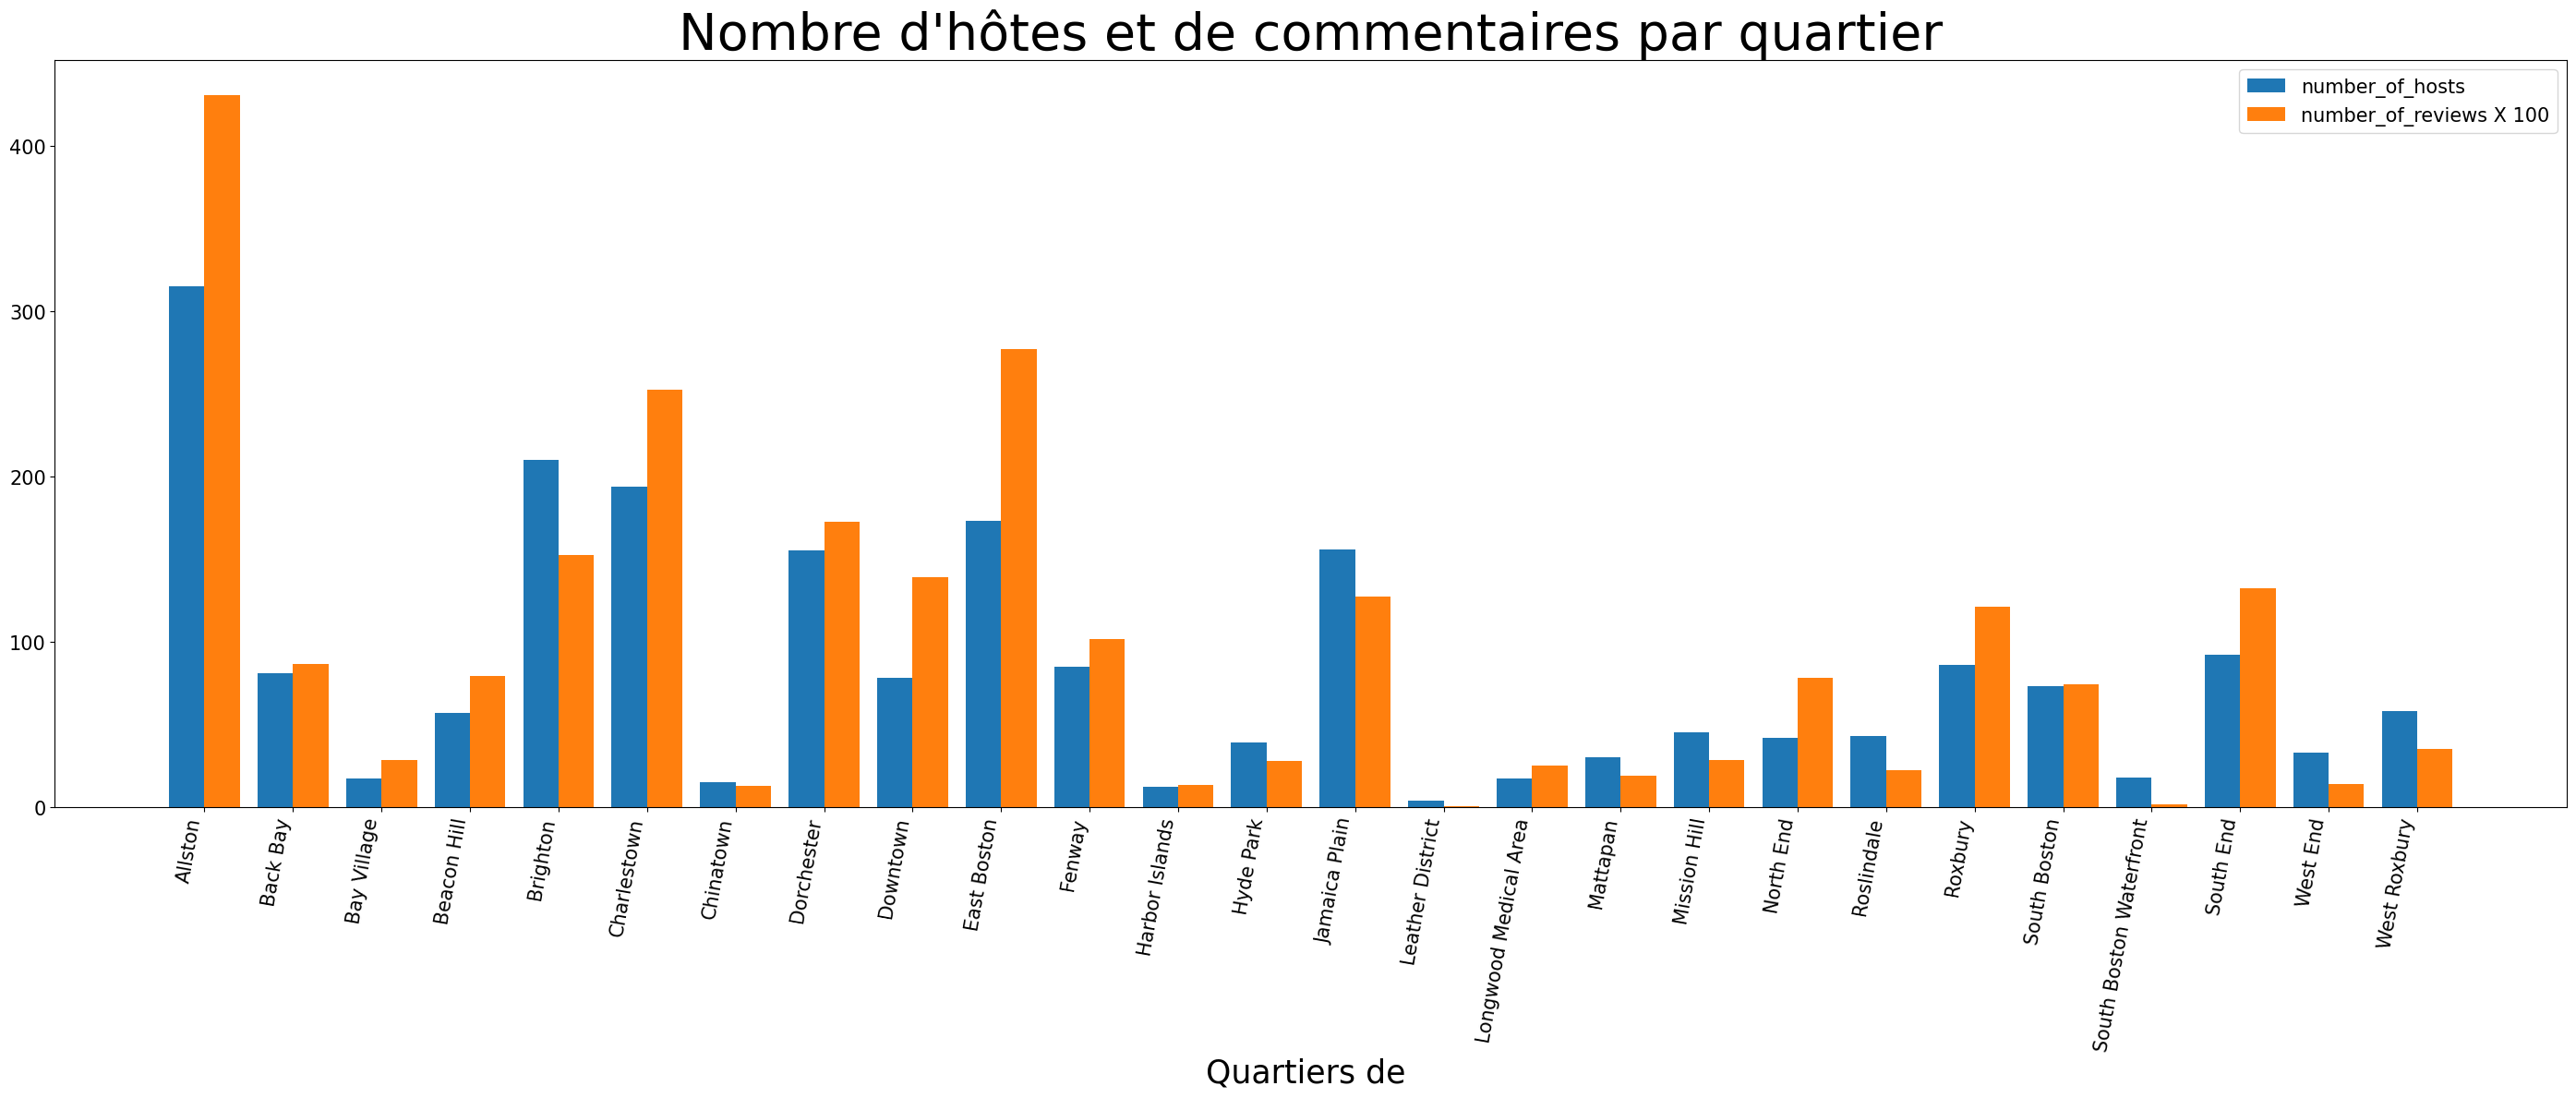 Nombre d'hôtes et de commentaires par quartier
number_of_hosts
number_of_reviews X 100
400
300
200
100
0
Allston
Back Bay
Bay Village
Beacon Hill
Brighton
Charlestown
Chinatown
Dorchester
Downtown
East Boston
Fenway
Harbor Islands
Hyde Park
Jamaica Plain
Leather District
Longwood Medical Area
Mattapan
Mission Hill
North End
Roslindale
Roxbury
South Boston
South Boston Waterfront
South End
West End
West Roxbury
Quartiers de